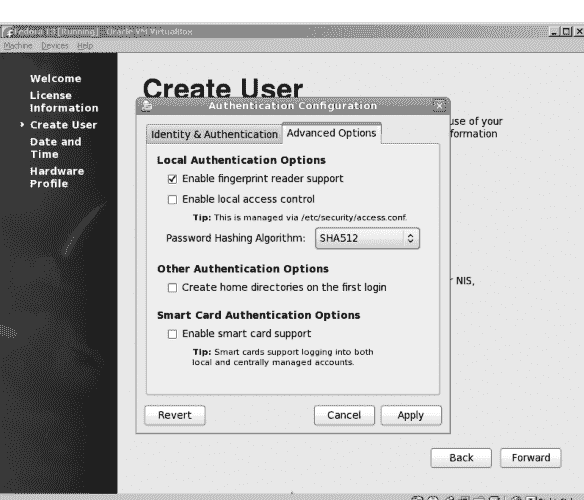 Fedora 13 [Running] - Oracle VM VirtualBox
Machine Devices Help
Welcome
License
Information
Create User
Date and
Time
Hardware
Profile
Create User
use of your
formation
NIS,
Authentication Configuration
Identity & Authentication
Advanced Options
Local Authentication Options
Enable fingerprint reader support
Enable local access control
Tip: This is managed via /etc/security/access.conf.
Password Hashing Algorithm: SHA512
Other Authentication Options
Create home directories on the first login
Smart Card Authentication Options
Enable smart card support
Tip: Smart cards support logging into both
local and centrally managed accounts.
Revert
Cancel
Apply
Back
Forward